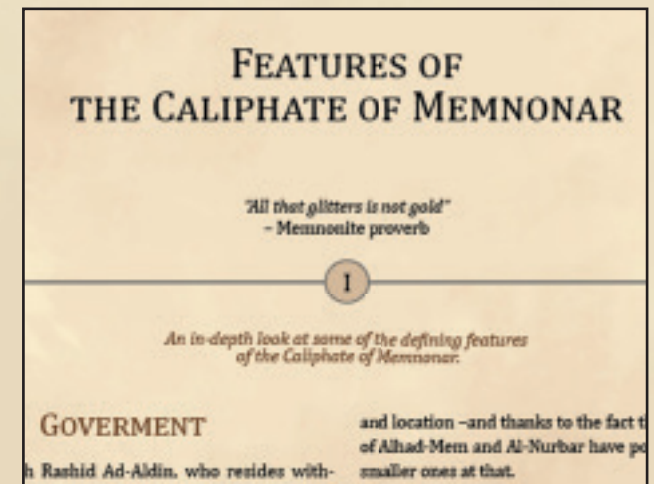 FEATURES OF
THE CALIPHATE OF MEMNONAR
"All that glitters is not gold"
– Memnonite proverb
I
An in-depth look at some of the defining features
of the Caliphate of Memnonar.
GOVERMENT
h Rashid Ad-Aldin, who resides with-
and location –and thanks to the fact t
of Alhad-Mem and Al-Nurbar have po
smaller ones at that.